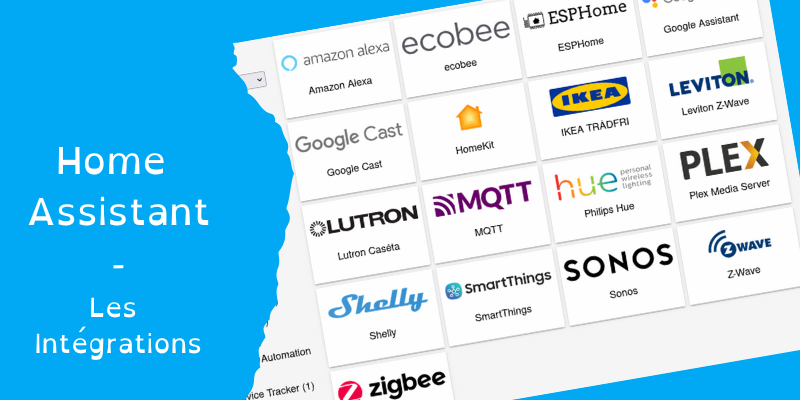 Home
Assistant
-
Les
Intégrations
amazon alexa
Amazon Alexa
ecobee
ecobee
ESPHome
ESPHome
Google Assistant
Google Cast
Google Cast
HomeKit
IKEA
IKEA TRÅDFRI
LEVITON
Leviton Z-Wave
LUTRON
Lutron Caséta
MQTT
MQTT
hue personal
wireless
lighting
Philips Hue
PLEX
Plex Media Server
Shelly
Shelly
SmartThings
SmartThings
SONOS
Sonos
Z WAVE
Z-Wave
Automation
vice Tracker (1)
zigbee